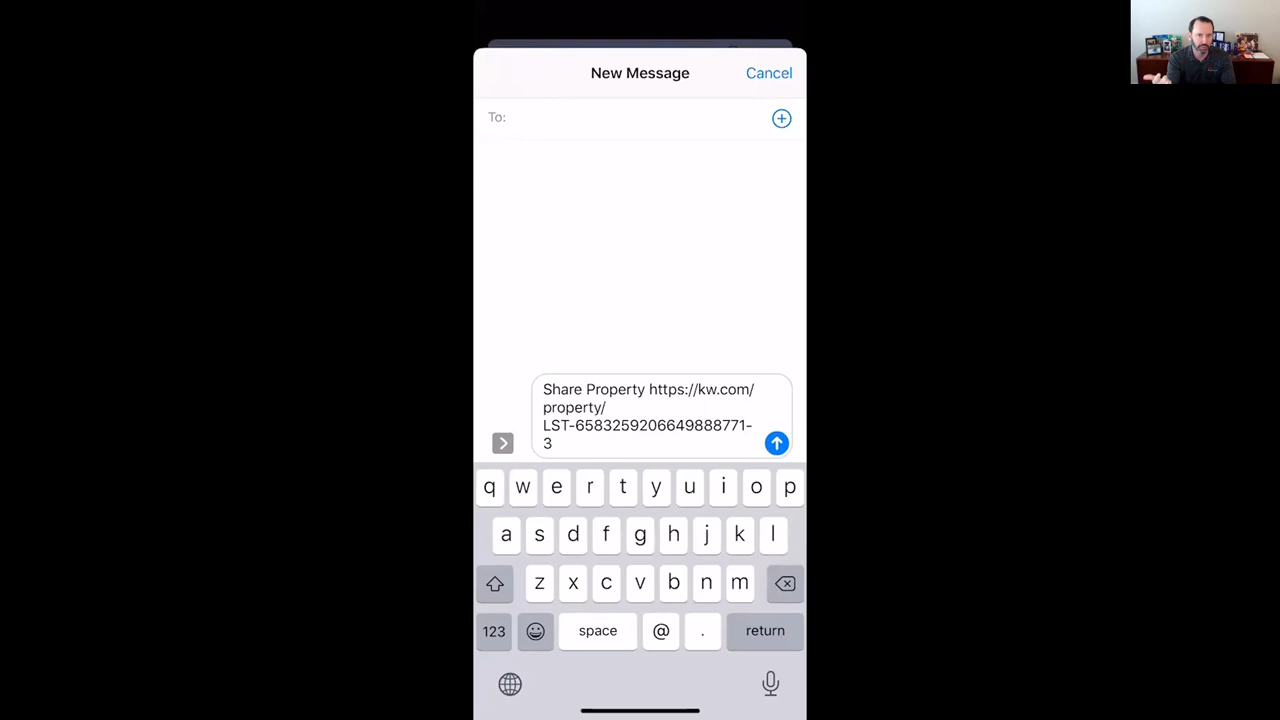 New Message
Cancel
To:
Share Property https://kw.com/
property/
LST-6583259206649888771-
3
q w e r t y u i o p
a s d f g h j k l
z x c v b n m
123 space @ . return